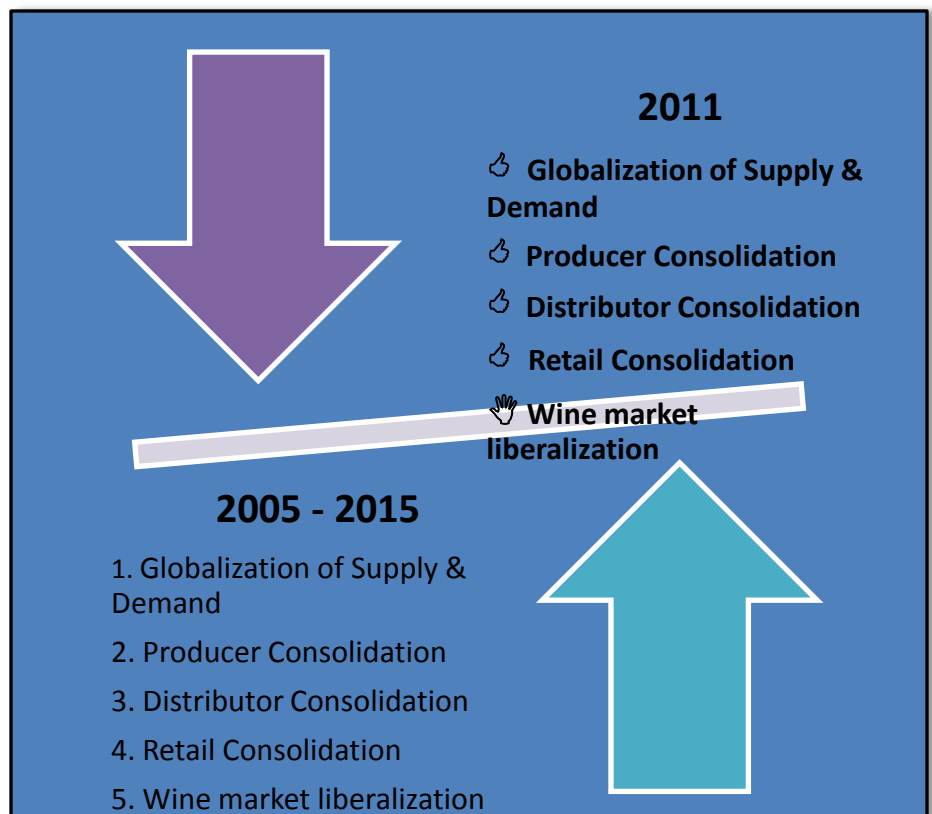 2011
👍 Globalization of Supply &
Demand
👍 Producer Consolidation
👍 Distributor Consolidation
👍 Retail Consolidation
🖐 Wine market
liberalization
2005 - 2015
1. Globalization of Supply &
Demand
2. Producer Consolidation
3. Distributor Consolidation
4. Retail Consolidation
5. Wine market liberalization